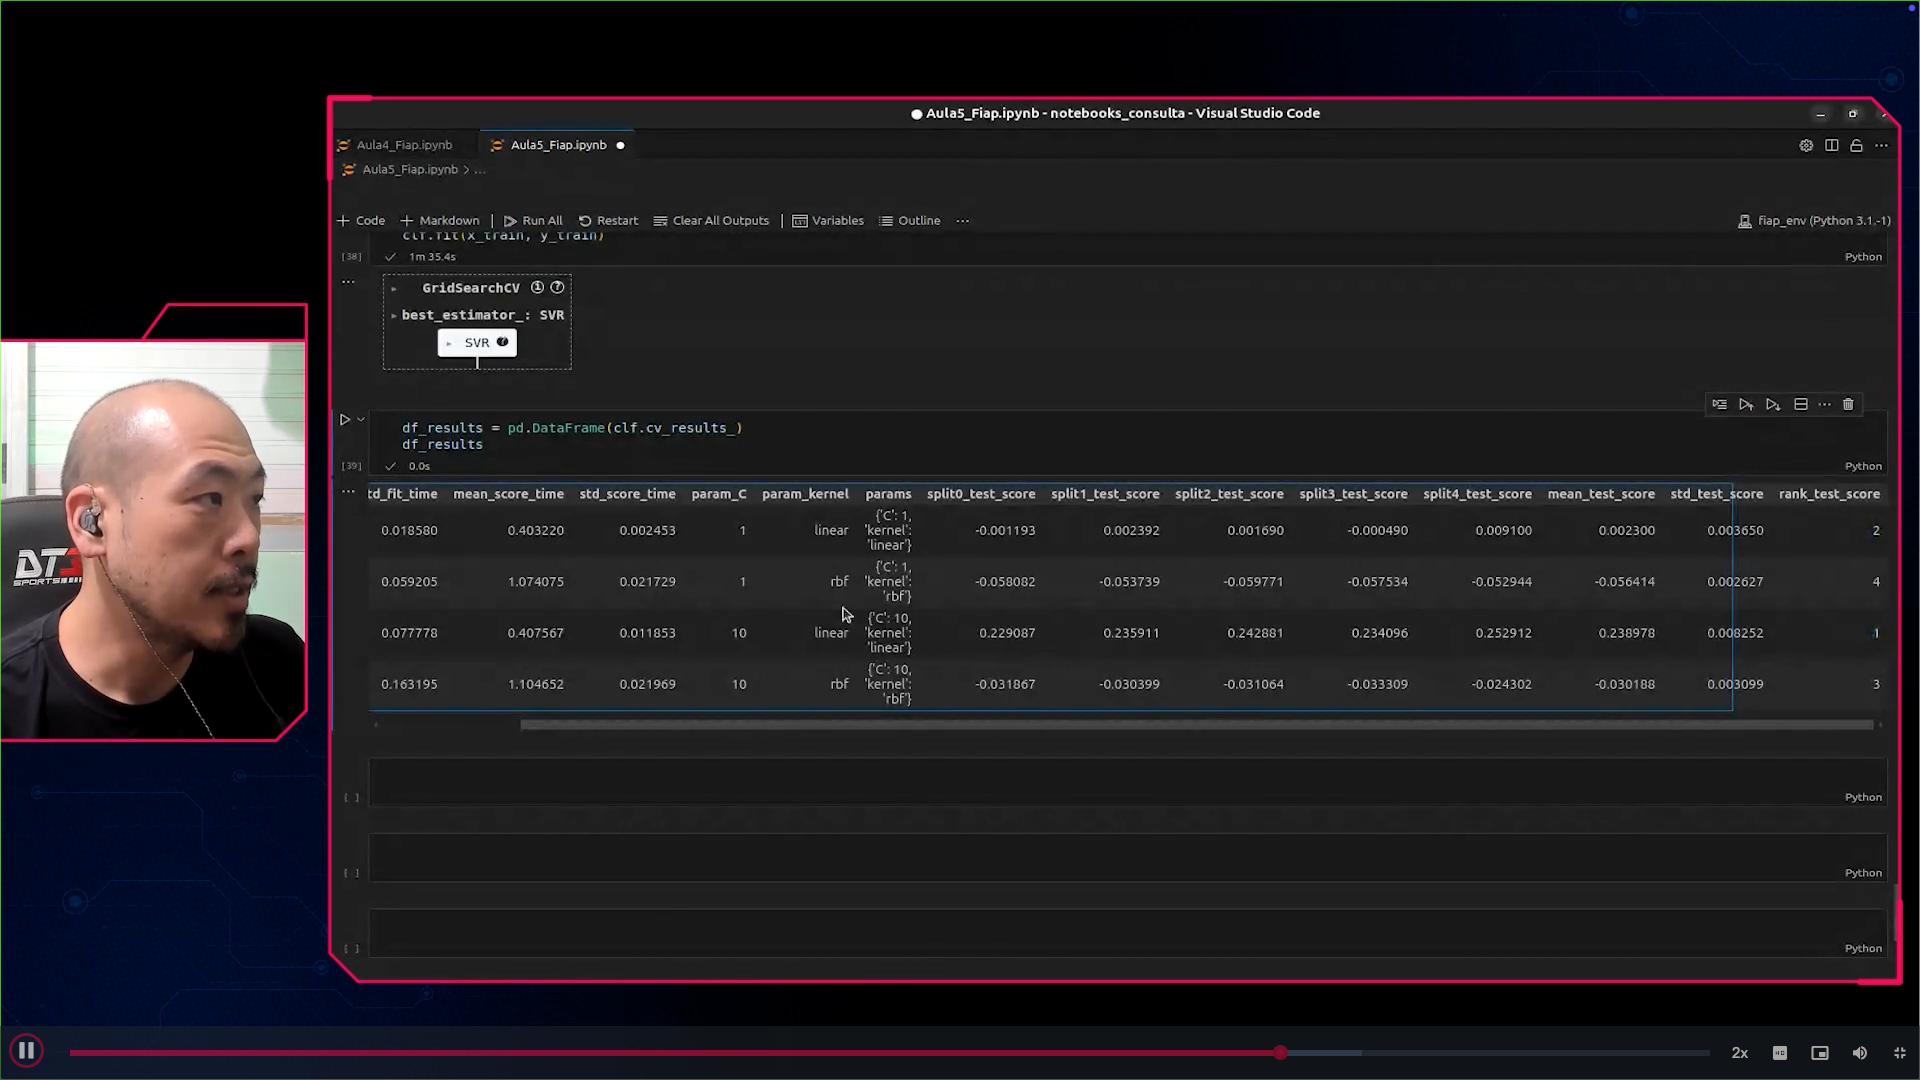 Aula5_Fiap.ipynb - notebooks_consulta - Visual Studio Code
Aula4_Fiap.ipynb
Aula5_Fiap.ipynb
Aula5_Fiap.ipynb > ...
+ Code + Markdown | Run All Restart Clear All Outputs | Variables Outline ...
fiap_env (Python 3.1.-1)
clf.fit(x_train, y_train)
[38] 1m 35.4s Python
GridSearchCV
best_estimator_: SVR
SVR
df_results = pd.DataFrame(clf.cv_results_)
df_results
[39] 0.0s Python
td_fit_time mean_score_time std_score_time param_C param_kernel params split0_test_score split1_test_score split2_test_score split3_test_score split4_test_score mean_test_score std_test_score rank_test_score
0.018580 0.403220 0.002453 1 linear {'C': 1, 'kernel': 'linear'} -0.001193 0.002392 0.001690 -0.000490 0.009100 0.002300 0.003650 2
0.059205 1.074075 0.021729 1 rbf {'C': 1, 'kernel': 'rbf'} -0.058082 -0.053739 -0.059771 -0.057534 -0.052944 -0.056414 0.002627 4
0.077778 0.407567 0.011853 10 linear {'C': 10, 'kernel': 'linear'} 0.229087 0.235911 0.242881 0.234096 0.252912 0.238978 0.008252 1
0.163195 1.104652 0.021969 10 rbf {'C': 10, 'kernel': 'rbf'} -0.031867 -0.030399 -0.031064 -0.033309 -0.024302 -0.030188 0.003099 3
[ ] Python
[ ] Python
[ ] Python
DT3
SPORTS
2x
HD